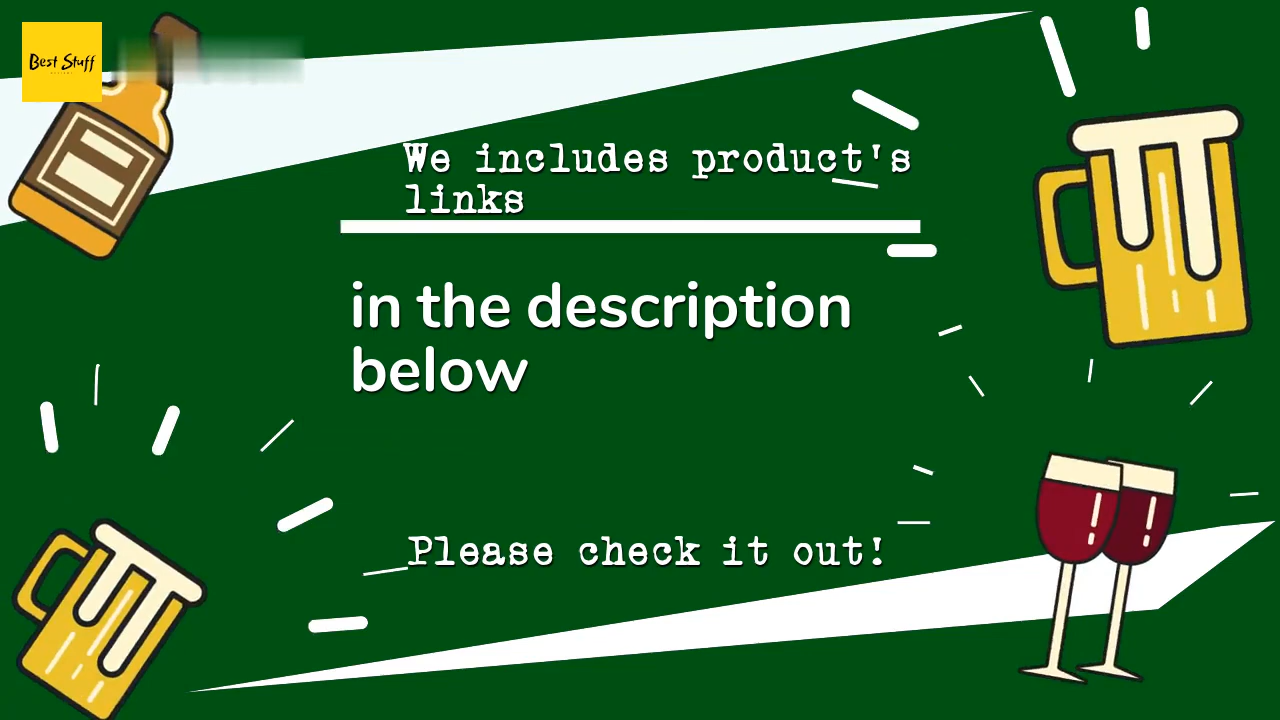 Best Stuff
We includes product's
links
in the description
below
Please check it out!